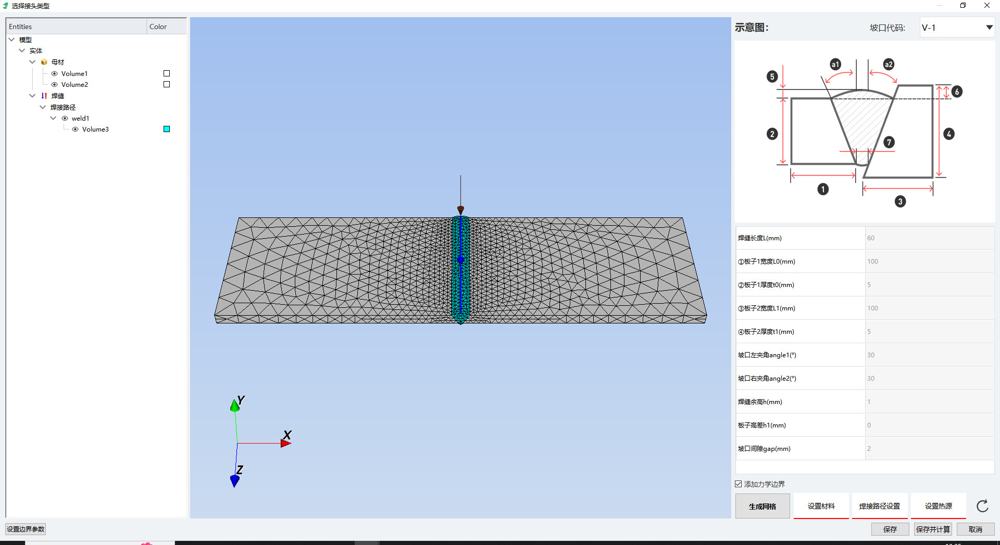 选择接头类型
Entities
Color
模型
实体
母材
Volume1
Volume2
焊缝
焊接路径
weld1
Volume3
Y
X
Z
示意图:
坡口代码:
V-1
a1
a2
5
6
2
4
7
1
3
焊缝长度L(mm)
60
①板子1宽度L0(mm)
100
②板子1厚度t0(mm)
5
③板子2宽度L1(mm)
100
④板子2厚度t1(mm)
5
坡口左夹角angle1(°)
30
坡口右夹角angle2(°)
30
焊缝余高h(mm)
1
板子高差h1(mm)
0
坡口间隙gap(mm)
2
添加力学边界
生成网格
设置材料
焊接路径设置
设置热源
设置边界参数
保存
保存并计算
取消